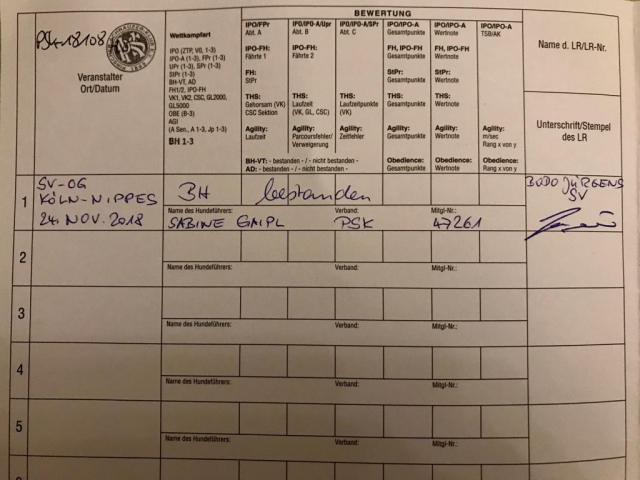 BEWERTUNG
PSK-18108
Veranstalter
Ort/Datum
Wettkampfart
IPO (ZTP, V0, 1-3)
IPO-A (1-3), FPr (1-3)
UPr (1-3), SPr (1-3)
StPr (1-3)
BH-VT, AD
FH1/2, IPO-FH
VK1, VK2, CSC, GL2000,
GL5000
OBE (B-3)
AGI
(A Sen., A 1-3, Jp 1-3)
BH 1-3
IPO/FPr
Abt. A
IPO-FH:
Fährte 1
FH:
StPr
THS:
Gehorsam (VK)
CSC Sektion
Agility:
Laufzeit
IPO/IPO-A/Upr
Abt. B
IPO-FH:
Fährte 2
THS:
Laufzeit
(VK, GL, CSC)
Agility:
Parcoursfehler/
Verweigerung
IPO/IPO-A/SPr
Abt. C
THS:
Laufzeitpunkte
(VK)
Agility:
Zeitfehler
IPO/IPO-A
Gesamtpunkte
FH, IPO-FH
Gesamtpunkte
StPr:
Gesamtpunkte
THS:
Gesamtpunkte
Agility:
Gesamtfehler
Obedience:
Gesamtpunkte
IPO/IPO-A
Wertnote
FH, IPO-FH
Wertnote
StPr:
Wertnote
THS:
Wertnote
Agility:
Wertnote
Obedience:
Wertnote
IPO/IPO-A
TSB/AK
Agility:
m/sec
Rang x von y
Obedience:
Rang x von y
BH-VT: - bestanden - / - nicht bestanden -
AD: - bestanden - / - nicht bestanden -
Name d. LR/LR-Nr.
Unterschrift/Stempel
des LR
1
SV-OG
KÖLN-NIPPES
24. NOV. 2018
BH bestanden
BODO JÜRGENS
SV
Name des Hundeführers: Verband: Mitgl-Nr.:
SABINE GAIPL PSK 47261
2
Name des Hundeführers: Verband: Mitgl-Nr.:
3
Name des Hundeführers: Verband: Mitgl-Nr.:
4
Name des Hundeführers: Verband: Mitgl-Nr.:
5
Name des Hundeführers: Verband: Mitgl-Nr.: